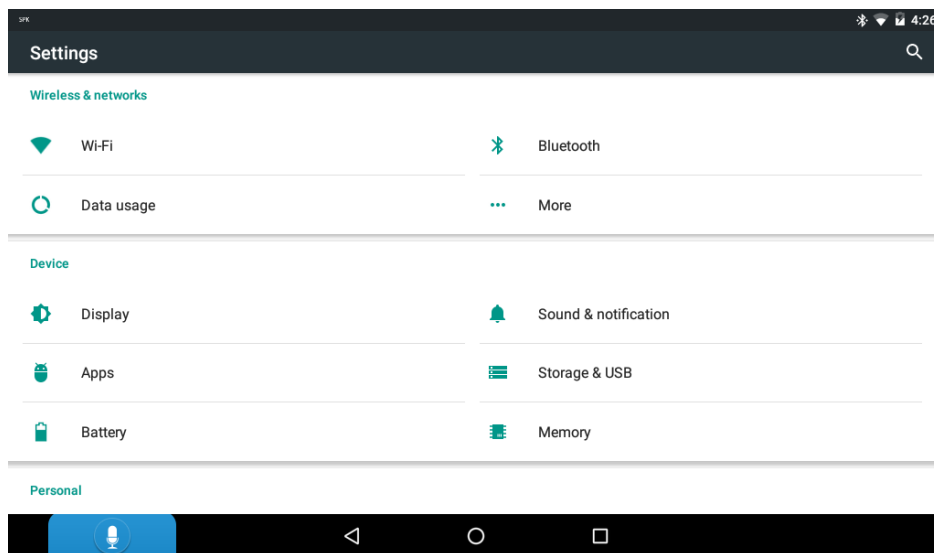 SPK 4:26
Settings
Wireless & networks
Wi-Fi Bluetooth
Data usage More
Device
Display Sound & notification
Apps Storage & USB
Battery Memory
Personal